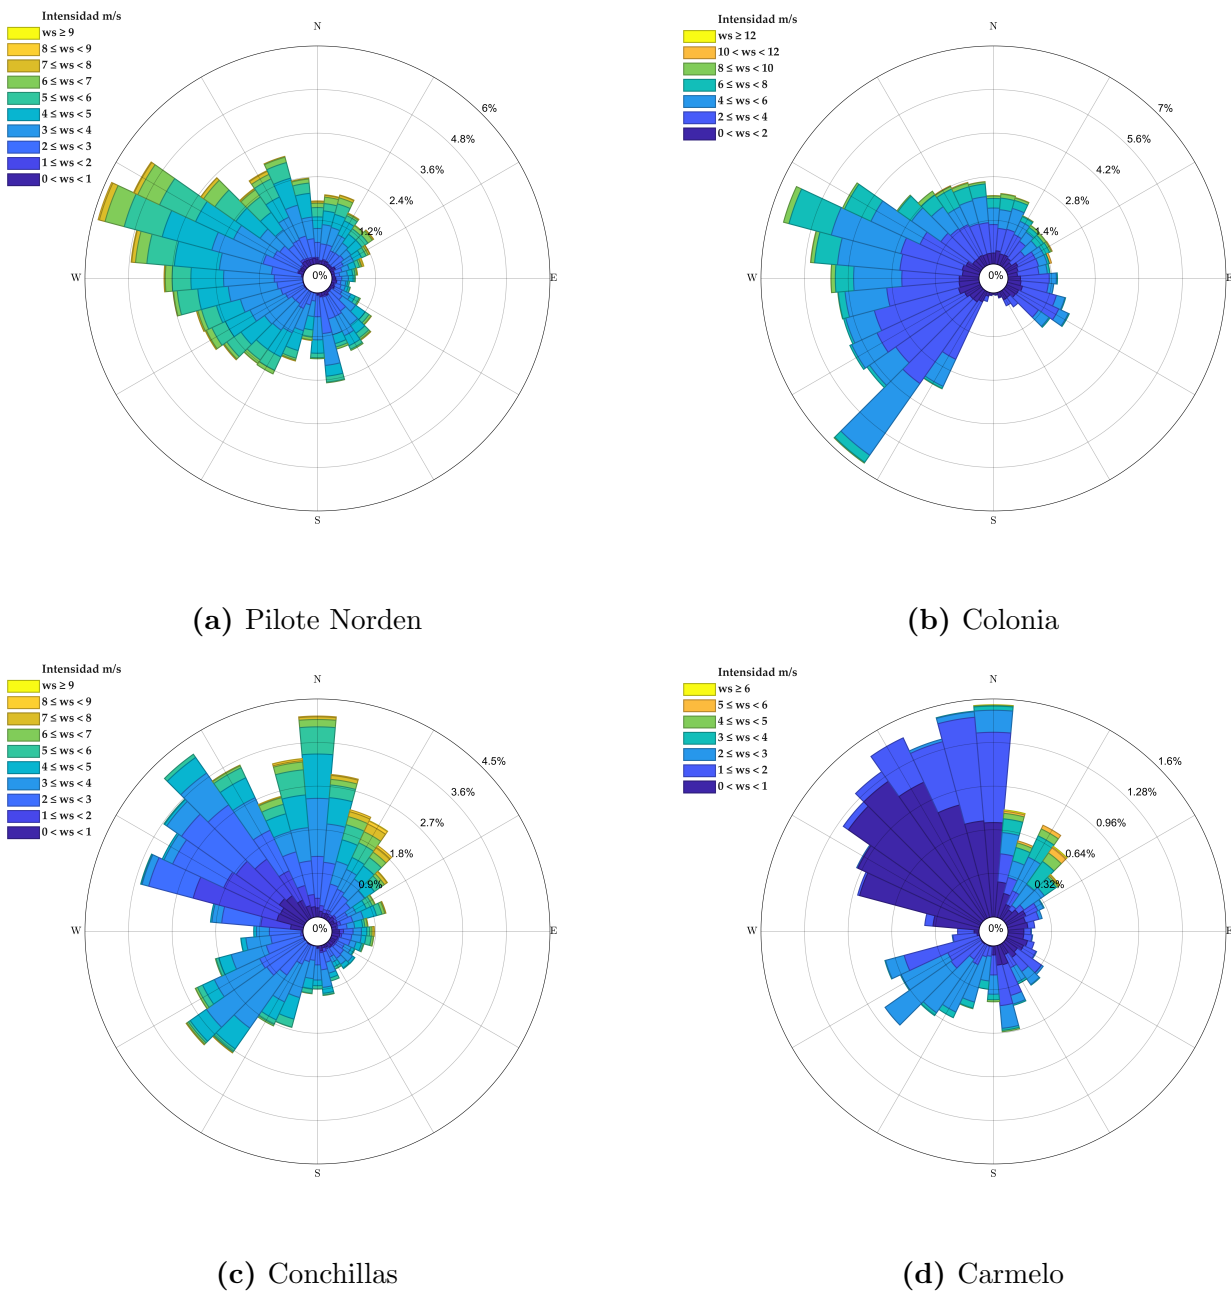 Intensidad m/s
ws ≥ 9
8 ≤ ws < 9
7 ≤ ws < 8
6 ≤ ws < 7
5 ≤ ws < 6
4 ≤ ws < 5
3 ≤ ws < 4
2 ≤ ws < 3
1 ≤ ws < 2
0 < ws < 1
N
6%
4.8%
3.6%
2.4%
1.2%
0%
W
E
S
(a) Pilote Norden
Intensidad m/s
ws ≥ 12
10 < ws < 12
8 ≤ ws < 10
6 ≤ ws < 8
4 ≤ ws < 6
2 ≤ ws < 4
0 < ws < 2
N
7%
5.6%
4.2%
2.8%
1.4%
0%
W
E
S
(b) Colonia
Intensidad m/s
ws ≥ 9
8 ≤ ws < 9
7 ≤ ws < 8
6 ≤ ws < 7
5 ≤ ws < 6
4 ≤ ws < 5
3 ≤ ws < 4
2 ≤ ws < 3
1 ≤ ws < 2
0 < ws < 1
N
4.5%
3.6%
2.7%
1.8%
0.9%
0%
W
E
S
(c) Conchillas
Intensidad m/s
ws ≥ 6
5 ≤ ws < 6
4 ≤ ws < 5
3 ≤ ws < 4
2 ≤ ws < 3
1 ≤ ws < 2
0 < ws < 1
N
1.6%
1.28%
0.96%
0.64%
0.32%
0%
W
E
S
(d) Carmelo